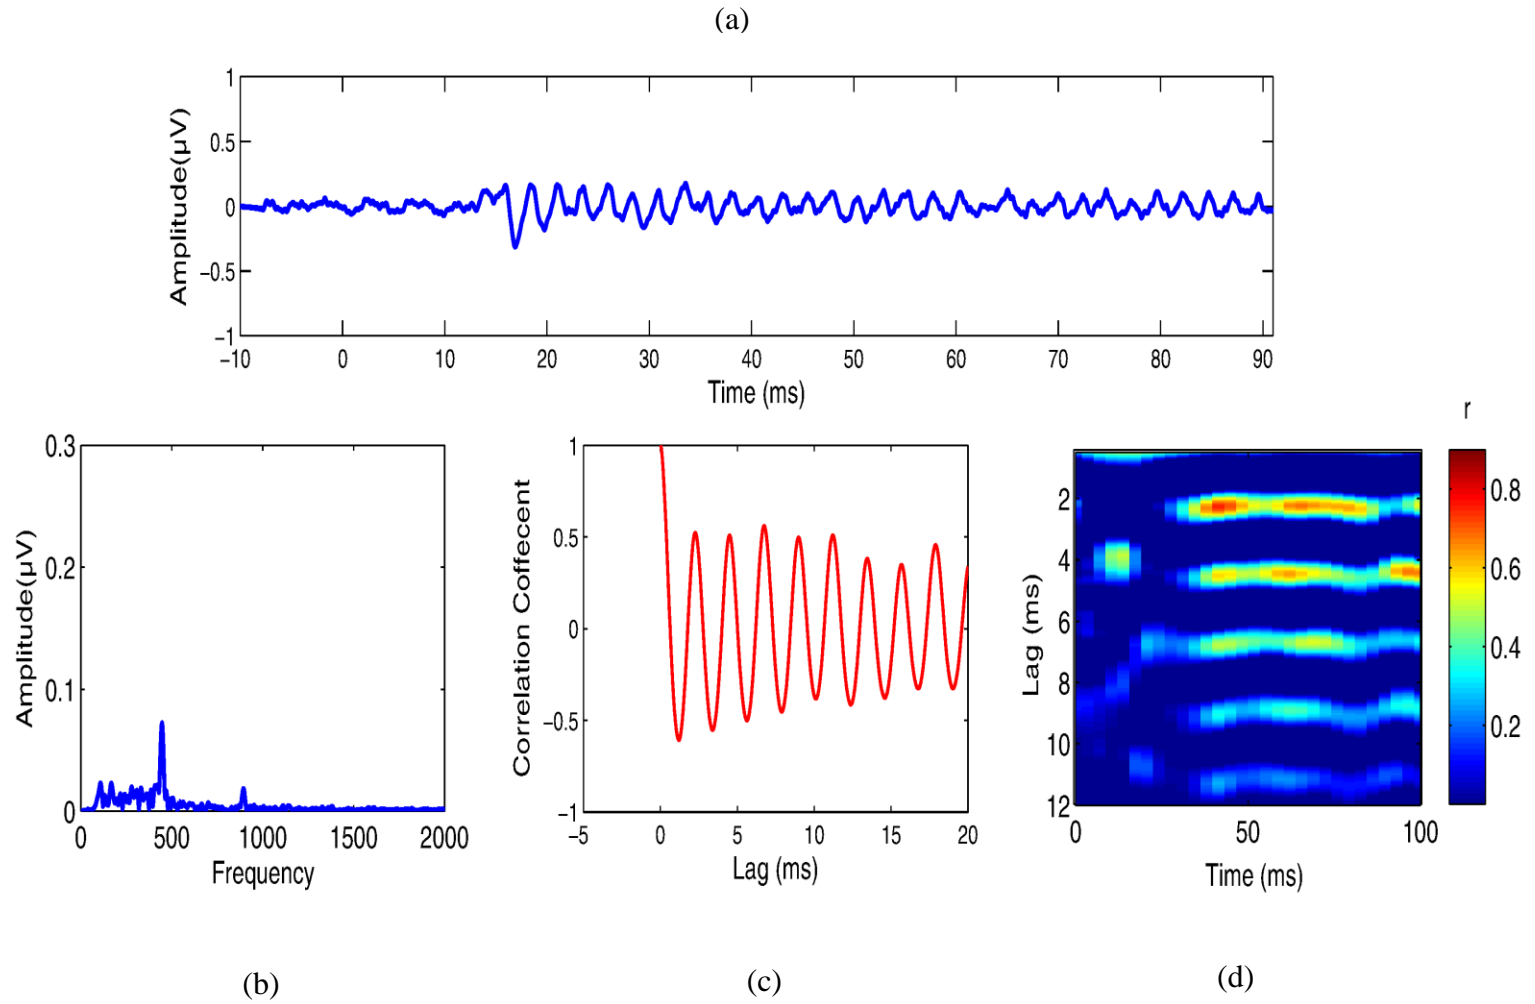 (a)
1
0.5
0
−0.5
−1
Amplitude(µV)
−10 0 10 20 30 40 50 60 70 80 90
Time (ms)
0.3
0.2
0.1
0
Amplitude(µV)
0 500 1000 1500 2000
Frequency
1
0.5
0
−0.5
−1
Correlation Coffecent
−5 0 5 10 15 20
Lag (ms)
2
4
6
8
10
12
Lag (ms)
0 50 100
Time (ms)
r
0.8
0.6
0.4
0.2
(b)
(c)
(d)